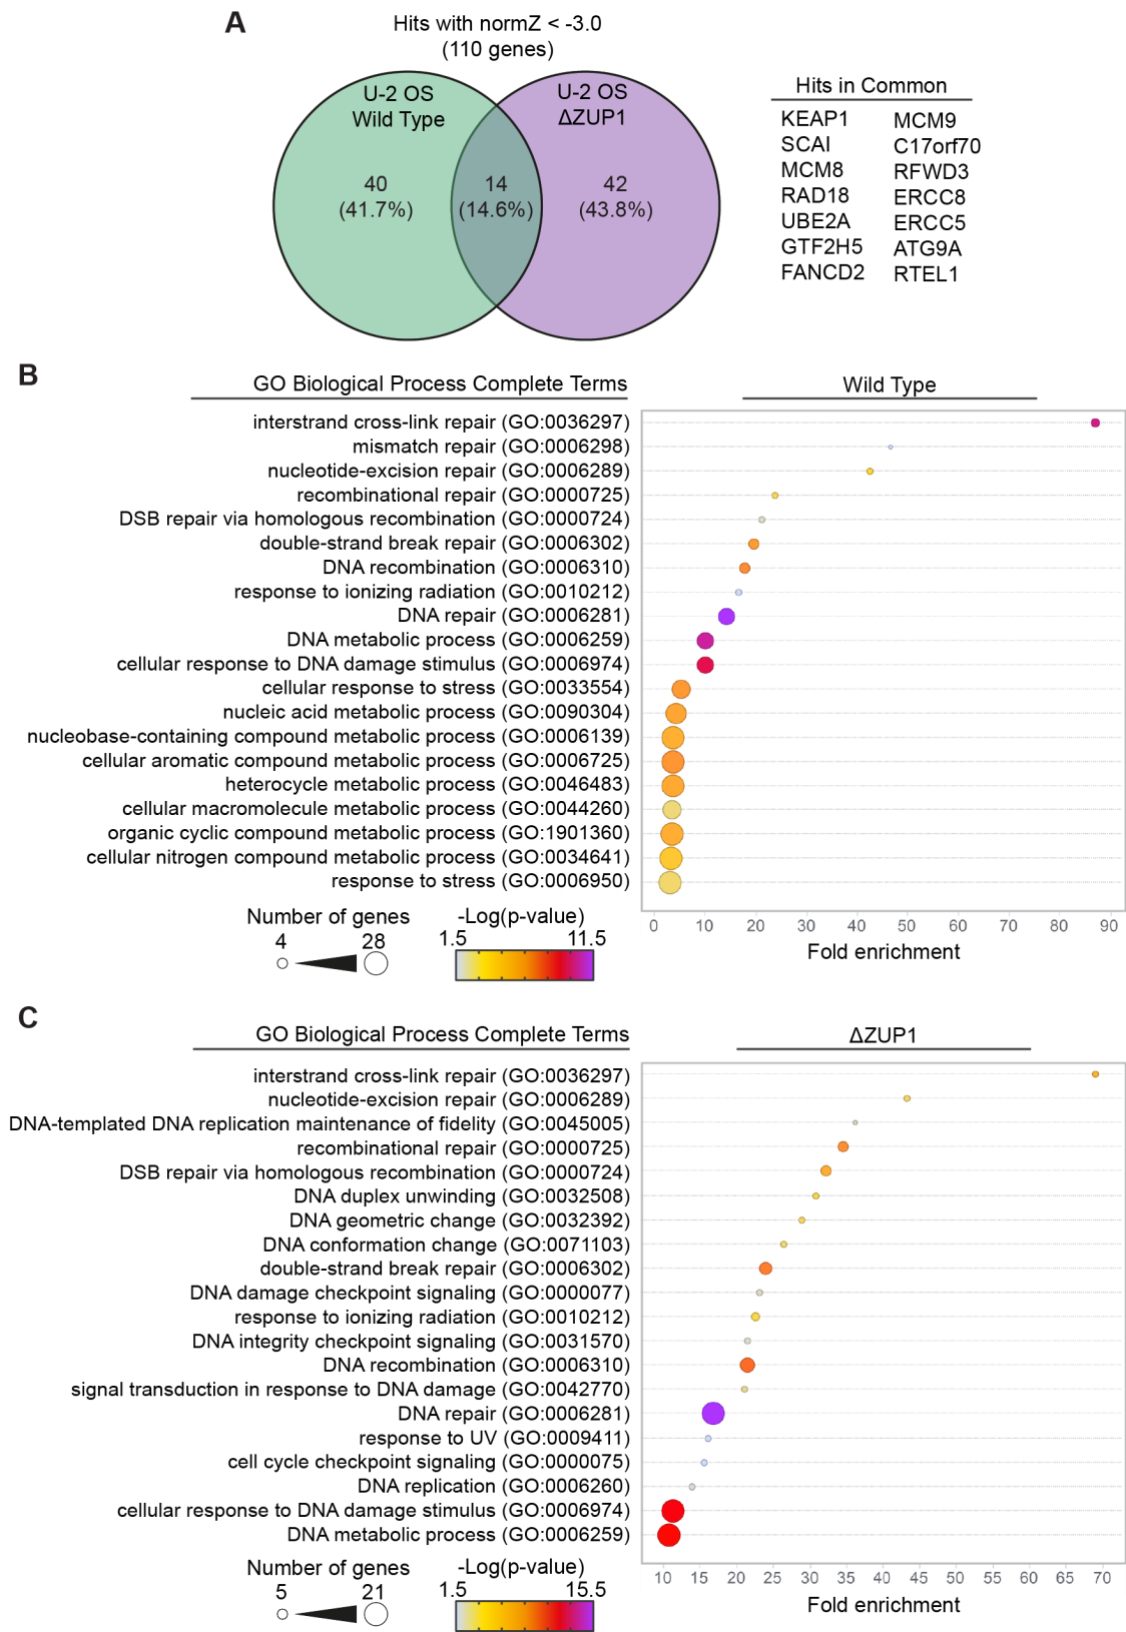 A
Hits with normZ < -3.0
(110 genes)
U-2 OS
Wild Type
U-2 OS
ΔZUP1
40
(41.7%)
14
(14.6%)
42
(43.8%)
Hits in Common
KEAP1 MCM9
SCAI C17orf70
MCM8 RFWD3
RAD18 ERCC8
UBE2A ERCC5
GTF2H5 ATG9A
FANCD2 RTEL1
B
GO Biological Process Complete Terms
Wild Type
interstrand cross-link repair (GO:0036297)
mismatch repair (GO:0006298)
nucleotide-excision repair (GO:0006289)
recombinational repair (GO:0000725)
DSB repair via homologous recombination (GO:0000724)
double-strand break repair (GO:0006302)
DNA recombination (GO:0006310)
response to ionizing radiation (GO:0010212)
DNA repair (GO:0006281)
DNA metabolic process (GO:0006259)
cellular response to DNA damage stimulus (GO:0006974)
cellular response to stress (GO:0033554)
nucleic acid metabolic process (GO:0090304)
nucleobase-containing compound metabolic process (GO:0006139)
cellular aromatic compound metabolic process (GO:0006725)
heterocycle metabolic process (GO:0046483)
cellular macromolecule metabolic process (GO:0044260)
organic cyclic compound metabolic process (GO:1901360)
cellular nitrogen compound metabolic process (GO:0034641)
response to stress (GO:0006950)
0 10 20 30 40 50 60 70 80 90
Fold enrichment
Number of genes
4 28
-Log(p-value)
1.5 11.5
C
GO Biological Process Complete Terms
ΔZUP1
interstrand cross-link repair (GO:0036297)
nucleotide-excision repair (GO:0006289)
DNA-templated DNA replication maintenance of fidelity (GO:0045005)
recombinational repair (GO:0000725)
DSB repair via homologous recombination (GO:0000724)
DNA duplex unwinding (GO:0032508)
DNA geometric change (GO:0032392)
DNA conformation change (GO:0071103)
double-strand break repair (GO:0006302)
DNA damage checkpoint signaling (GO:0000077)
response to ionizing radiation (GO:0010212)
DNA integrity checkpoint signaling (GO:0031570)
DNA recombination (GO:0006310)
signal transduction in response to DNA damage (GO:0042770)
DNA repair (GO:0006281)
response to UV (GO:0009411)
cell cycle checkpoint signaling (GO:0000075)
DNA replication (GO:0006260)
cellular response to DNA damage stimulus (GO:0006974)
DNA metabolic process (GO:0006259)
10 15 20 25 30 35 40 45 50 55 60 65 70
Fold enrichment
Number of genes
5 21
-Log(p-value)
1.5 15.5